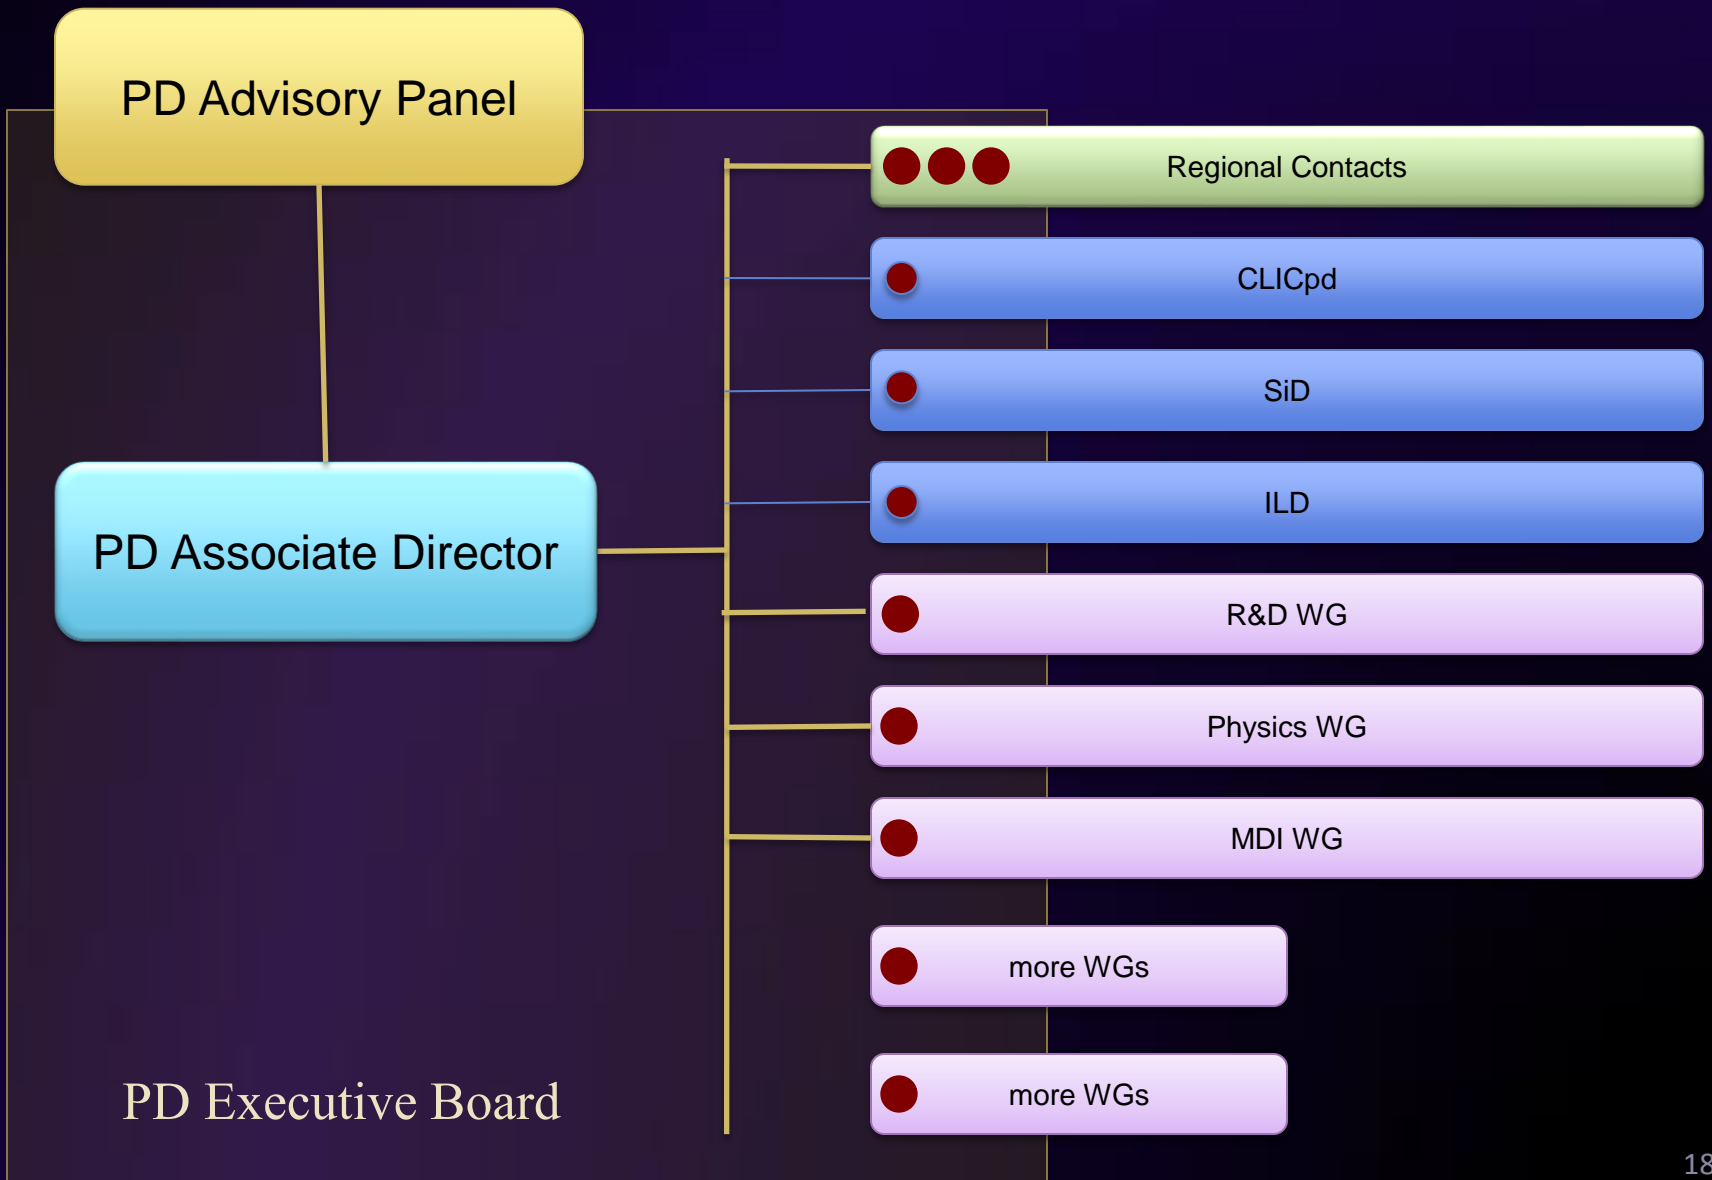 PD Advisory Panel
Regional Contacts
CLICpd
SiD
ILD
PD Associate Director
R&D WG
Physics WG
MDI WG
more WGs
more WGs
PD Executive Board
18